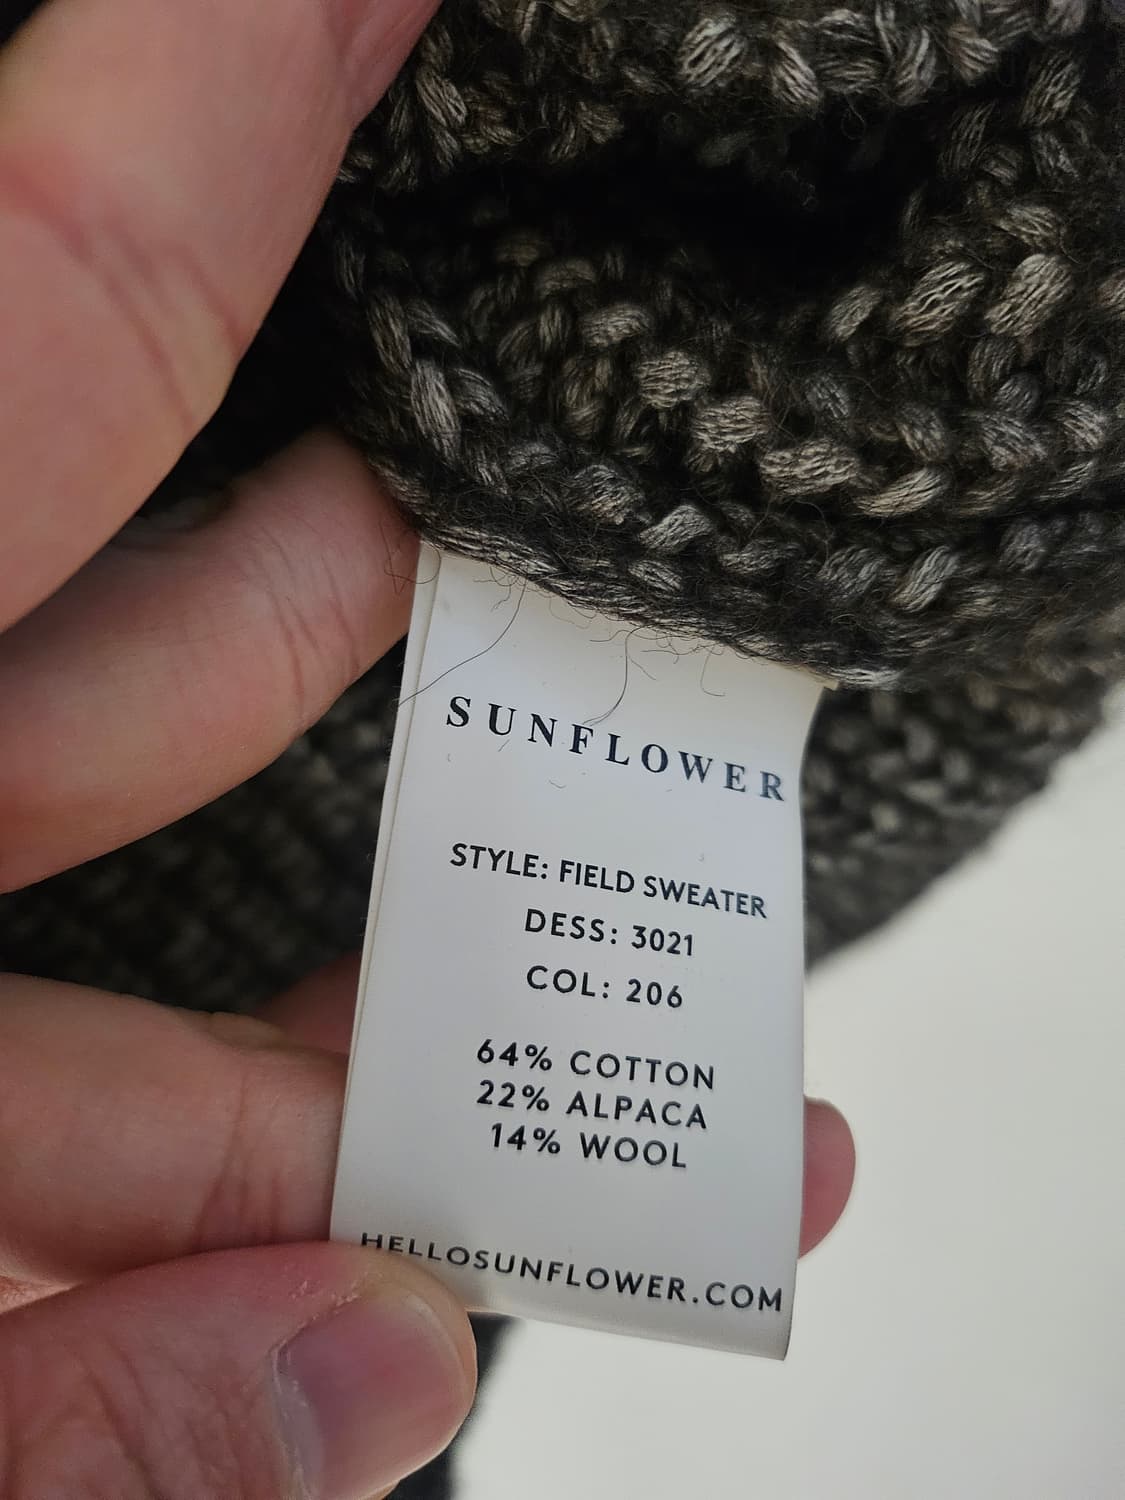 SUNFLOWER
STYLE: FIELD SWEATER
DESS: 3021
COL: 206
64% COTTON
22% ALPACA
14% WOOL
HELLOSUNFLOWER.COM